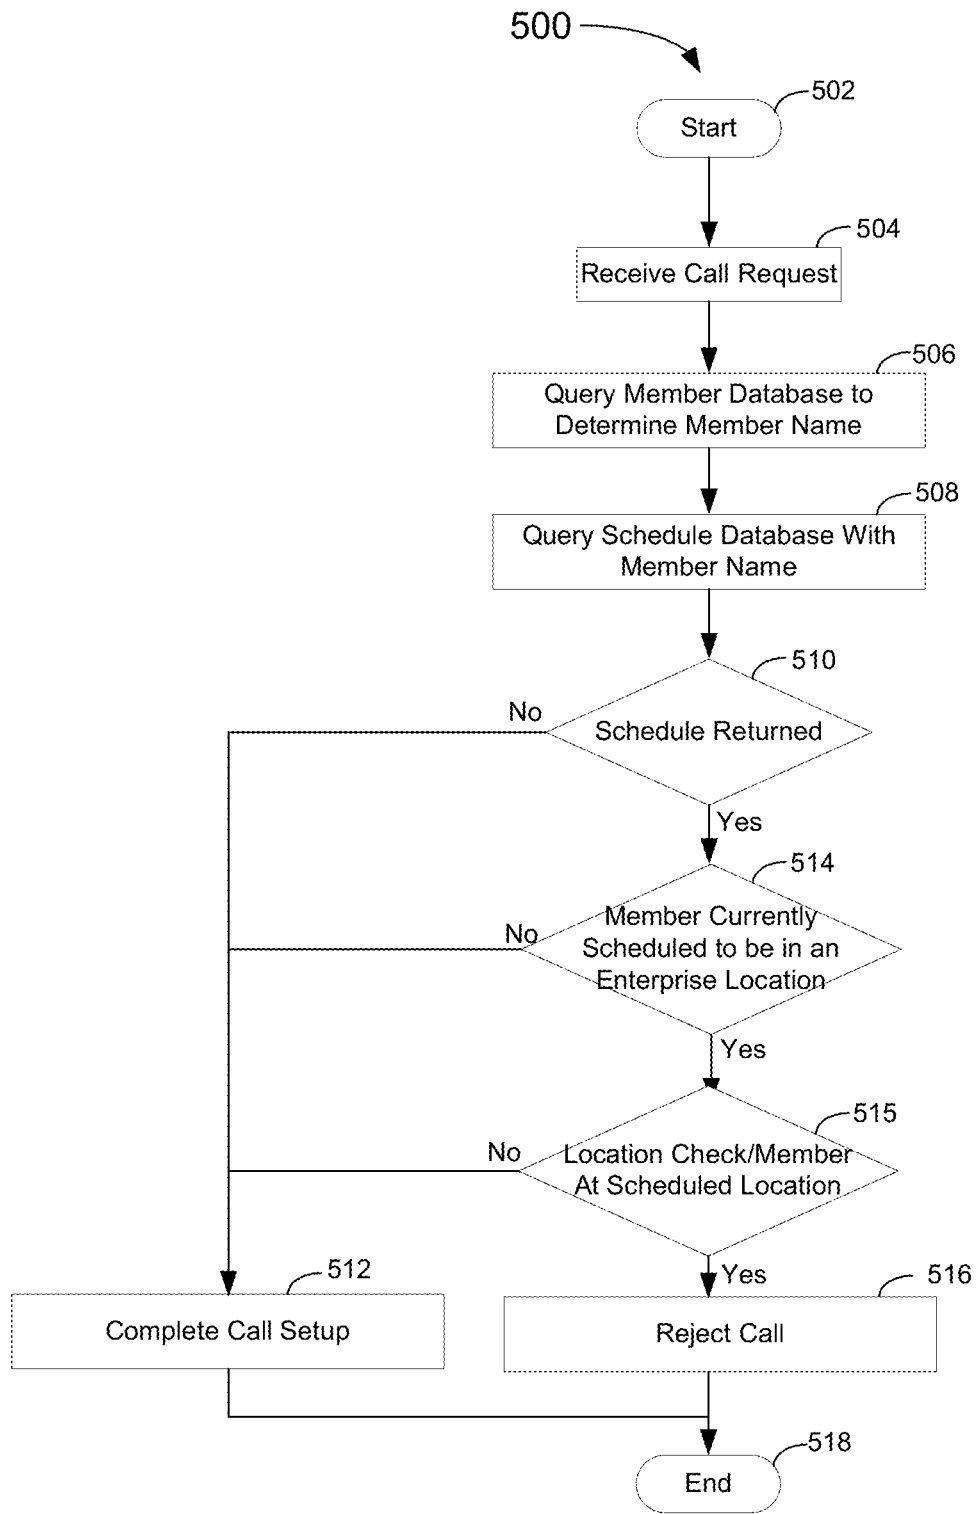 500
502
Start
504
Receive Call Request
506
Query Member Database to
Determine Member Name
508
Query Schedule Database With
Member Name
510
No
Schedule Returned
Yes
514
Member Currently
No
Scheduled to be in an
Enterprise Location
Yes
515
No
Location Check/Member
At Scheduled Location
512
Yes
516
Complete Call Setup
Reject Call
518
End